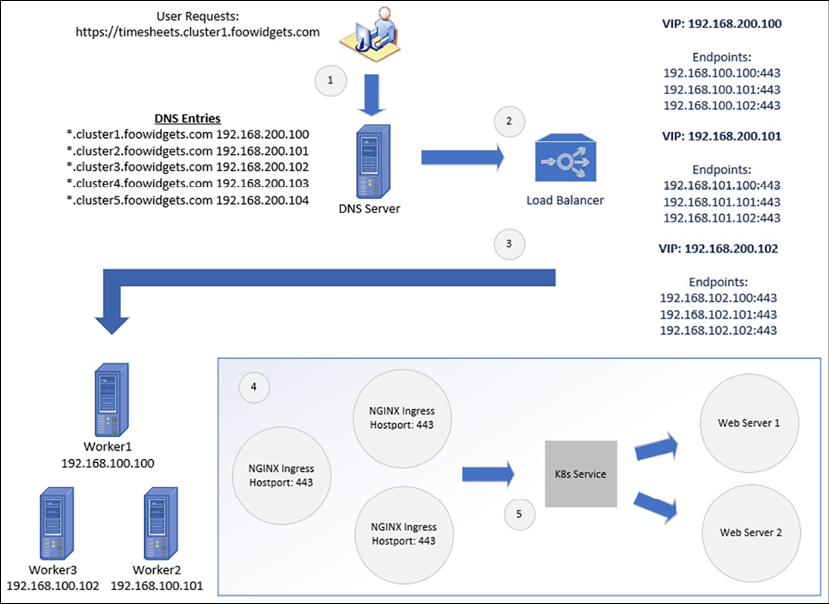 User Requests:
https://timesheets.cluster1.foowidgets.com
1
DNS Entries
*.cluster1.foowidgets.com 192.168.200.100
*.cluster2.foowidgets.com 192.168.200.101
*.cluster3.foowidgets.com 192.168.200.102
*.cluster4.foowidgets.com 192.168.200.103
*.cluster5.foowidgets.com 192.168.200.104
DNS Server
2
Load Balancer
VIP: 192.168.200.100
Endpoints:
192.168.100.100:443
192.168.100.101:443
192.168.100.102:443
VIP: 192.168.200.101
Endpoints:
192.168.101.100:443
192.168.101.101:443
192.168.101.102:443
VIP: 192.168.200.102
Endpoints:
192.168.102.100:443
192.168.102.101:443
192.168.102.102:443
3
Worker1
192.168.100.100
Worker3
192.168.100.102
Worker2
192.168.100.101
4
NGINX Ingress
Hostport: 443
NGINX Ingress
Hostport: 443
NGINX Ingress
Hostport: 443
5
K8s Service
Web Server 1
Web Server 2